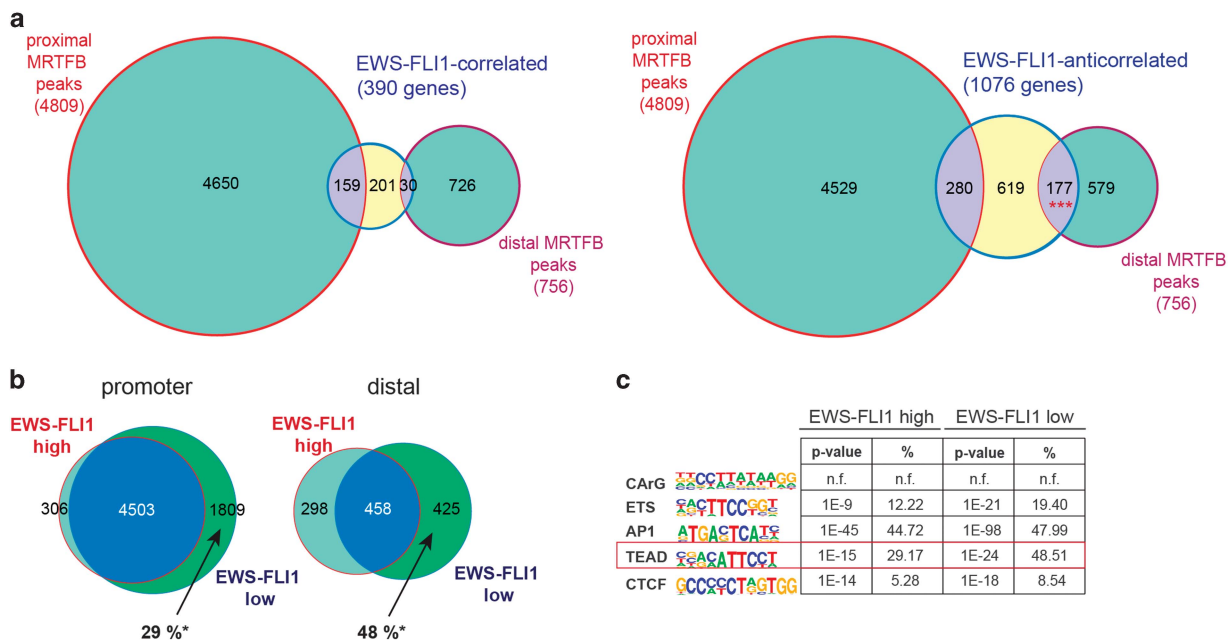 a
proximal
MRTFB
peaks
(4809)
EWS-FLI1-correlated
(390 genes)
4650
159
201
30
726
distal MRTFB
peaks
(756)
proximal
MRTFB
peaks
(4809)
EWS-FLI1-anticorrelated
(1076 genes)
4529
280
619
177
***
579
distal MRTFB
peaks
(756)
b
promoter
EWS-FLI1
high
306
4503
1809
EWS-FLI1
low
29 %*
distal
EWS-FLI1
high
298
458
425
EWS-FLI1
low
48 %*
c
EWS-FLI1 high EWS-FLI1 low
p-value % p-value %
CArG n.f. n.f. n.f. n.f.
ETS 1E-9 12.22 1E-21 19.40
AP1 ATGAGTCA 1E-45 44.72 1E-98 47.99
TEAD ATTCCT 1E-15 29.17 1E-24 48.51
CTCF 1E-14 5.28 1E-18 8.54